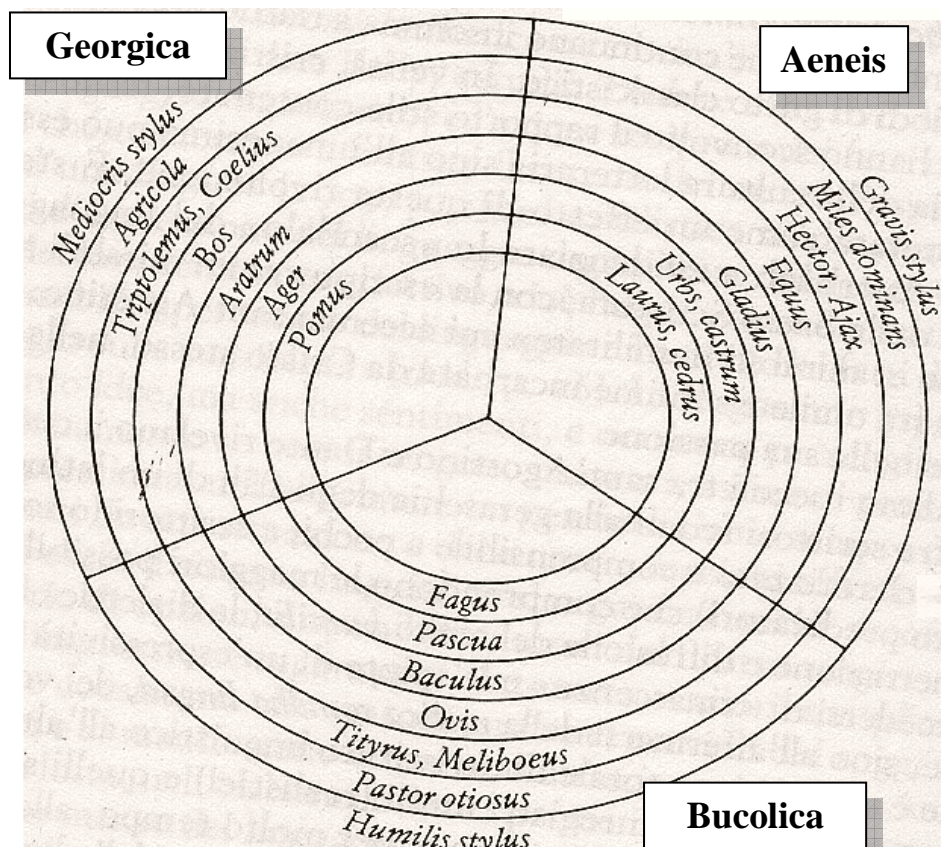 Georgica
Aeneis
Mediocris stylus
Agricola
Triptolemus, Coelius
Bos
Aratrum
Ager
Pomus
Gravis stylus
Miles dominans
Hector, Ajax
Equus
Gladius
Urbs, castrum
Laurus, cedrus
Fagus
Pascua
Baculus
Ovis
Tityrus, Meliboeus
Pastor otiosus
Humilis stylus
Bucolica